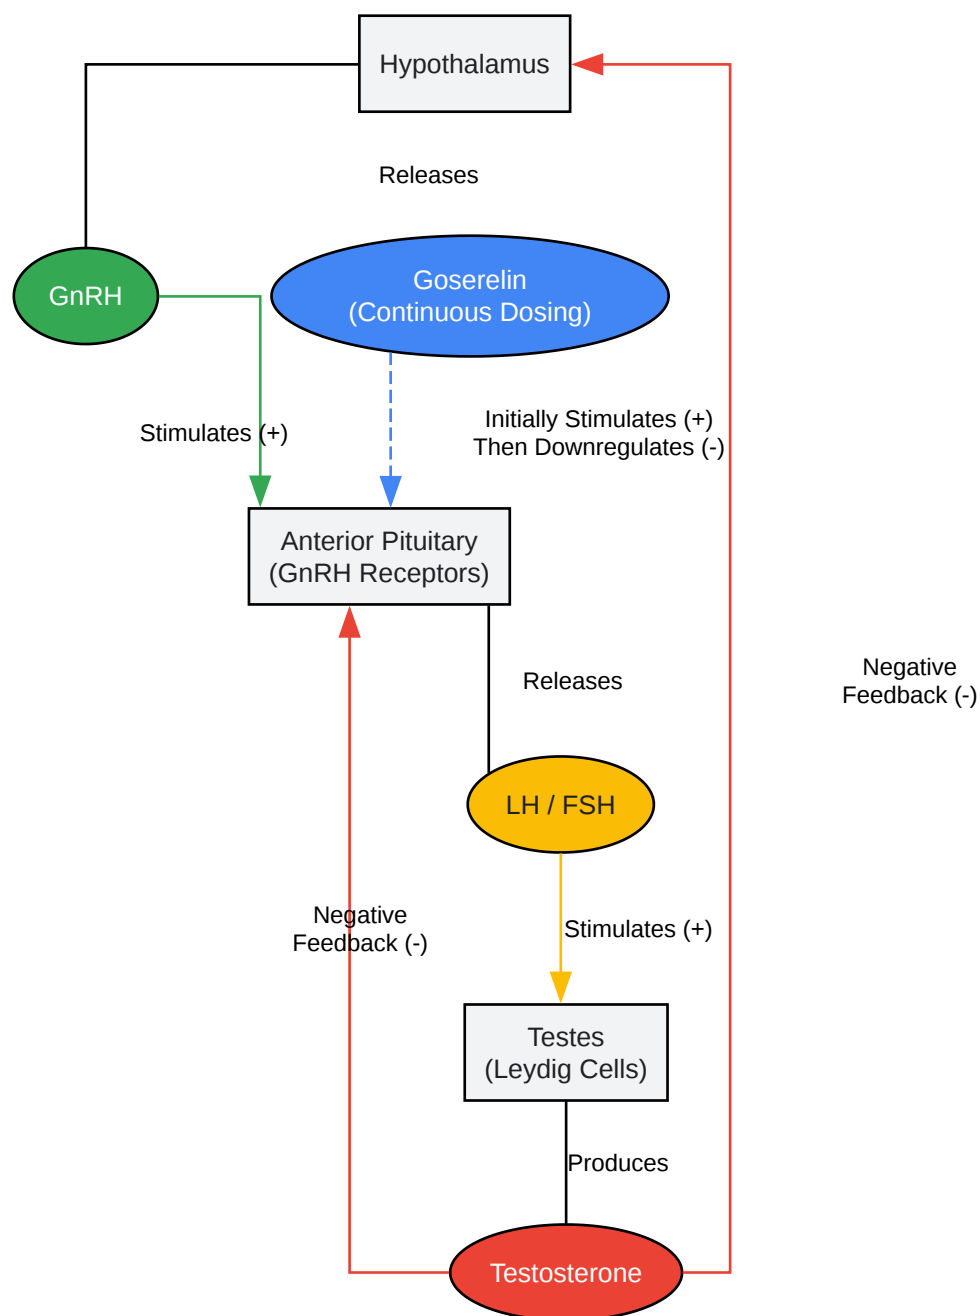 Hypothalamus
Releases
GnRH
Goserelin
(Continuous Dosing)
Stimulates (+)
Initially Stimulates (+)
Then Downregulates (-)
Anterior Pituitary
(GnRH Receptors)
Releases
Negative
Feedback (-)
LH / FSH
Negative
Feedback (-)
Stimulates (+)
Testes
(Leydig Cells)
Produces
Testosterone